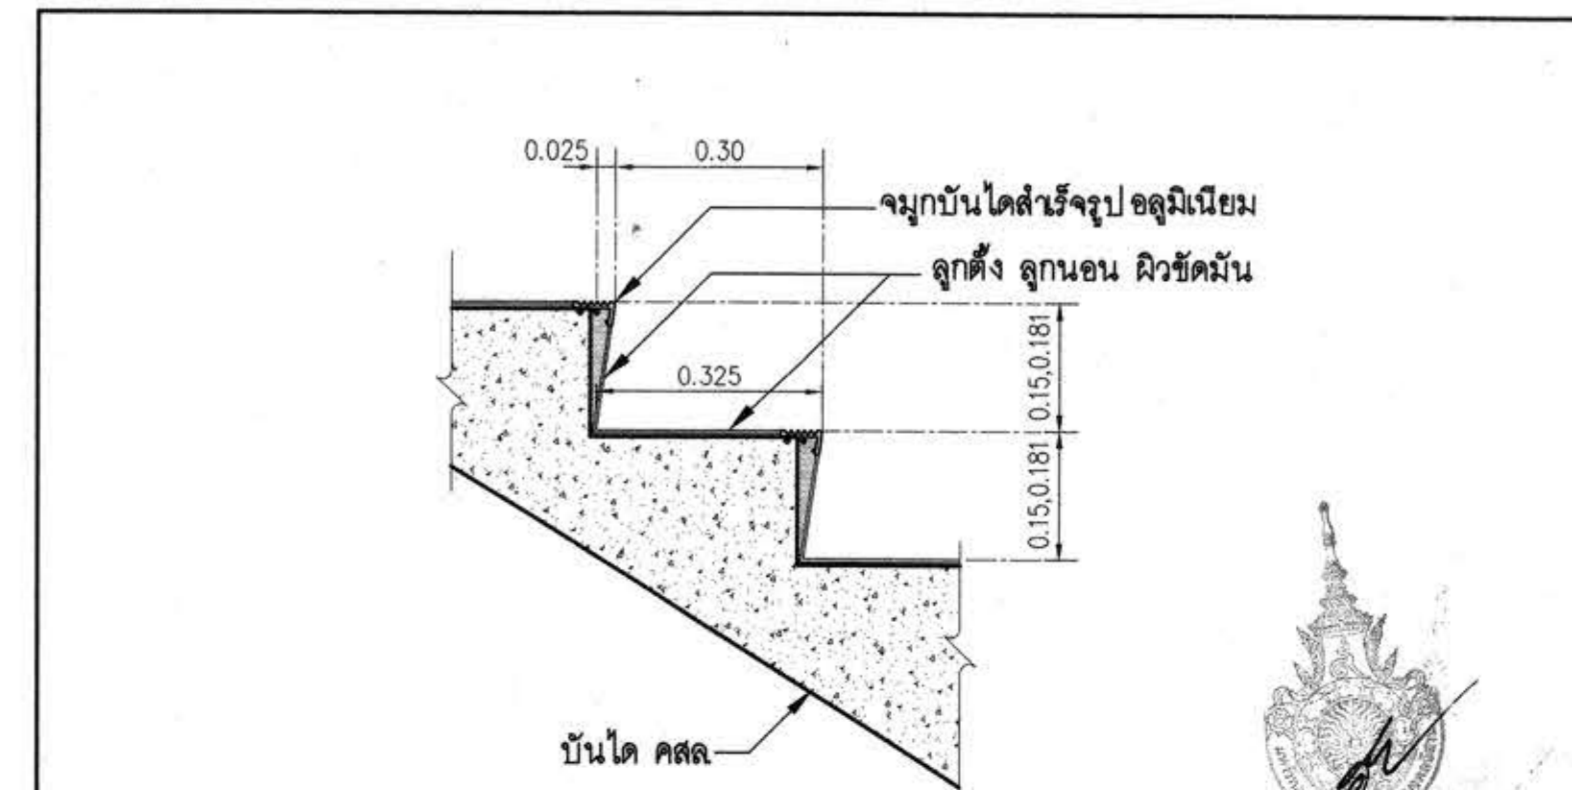 0.025 0.30
จมูกบันไดสำเร็จรูป อลูมิเนียม
ลูกตั้ง ลูกนอน ผิวขัดมัน
0.15,0.181
0.325
0.15,0.181
บันได คสล.